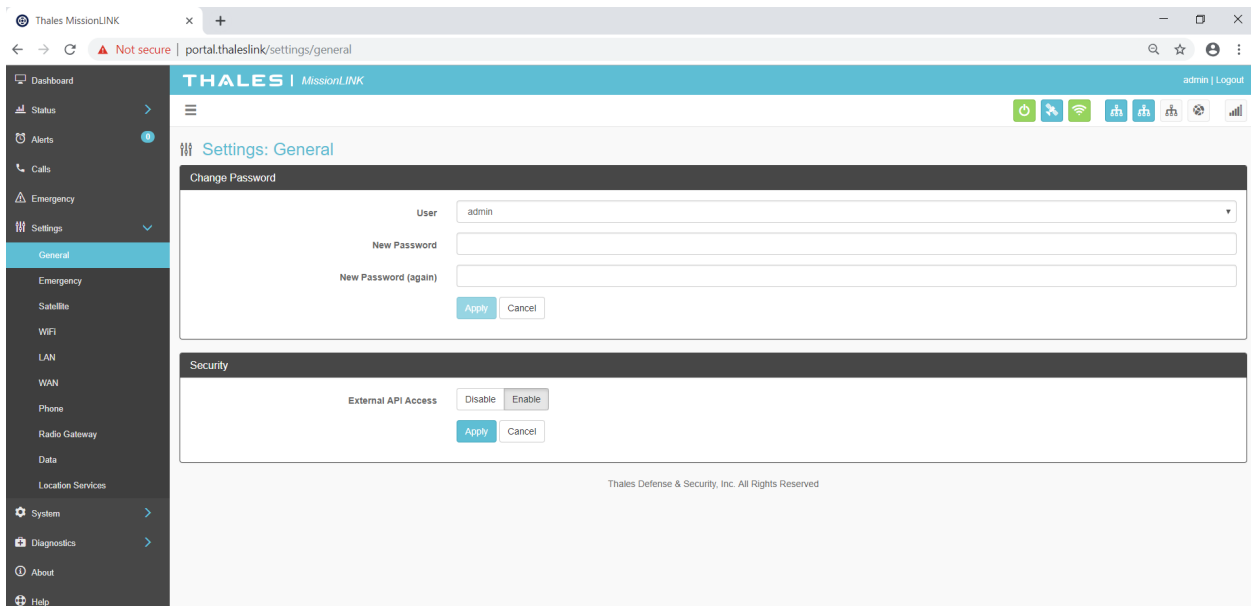 Thales MissionLINK
Not secure | portal.thaleslink/settings/general
Dashboard
THALES | MissionLINK
admin | Logout
Status
Alerts
0
Calls
Emergency
Settings
General
Emergency
Satellite
WiFi
LAN
WAN
Phone
Radio Gateway
Data
Location Services
System
Diagnostics
About
Help
Settings: General
Change Password
User
admin
New Password
New Password (again)
Apply
Cancel
Security
External API Access
Disable
Enable
Apply
Cancel
Thales Defense & Security, Inc. All Rights Reserved